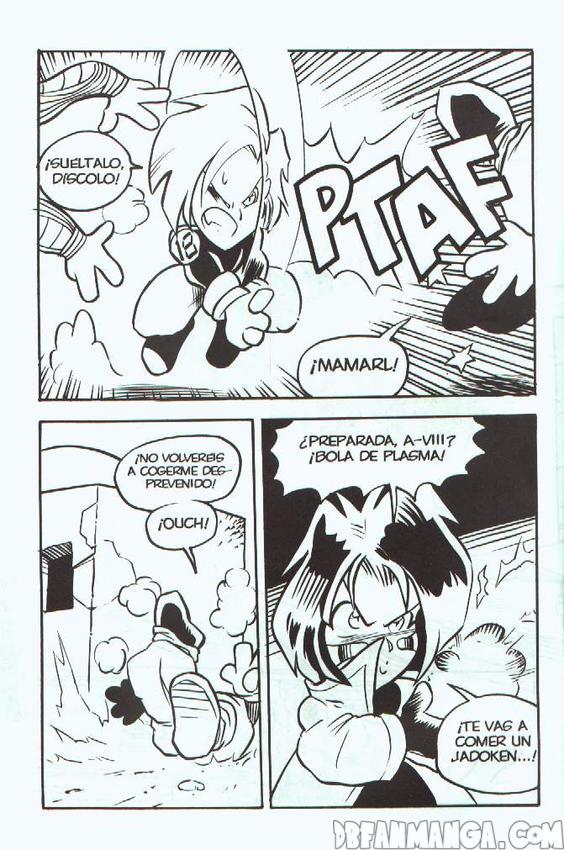 ¡SUÉLTALO,
DÍSCOLO!
PTAF
¡MAMARL!
¡NO VOLVEREIS
A COGERME DES-
PREVENIDO!
¡OUCH!
¿PREPARADA, A-VIII?
¡BOLA DE PLASMA!
¡TE VAS A
COMER UN
JADOKEN...!
DBFANMANGA.COM